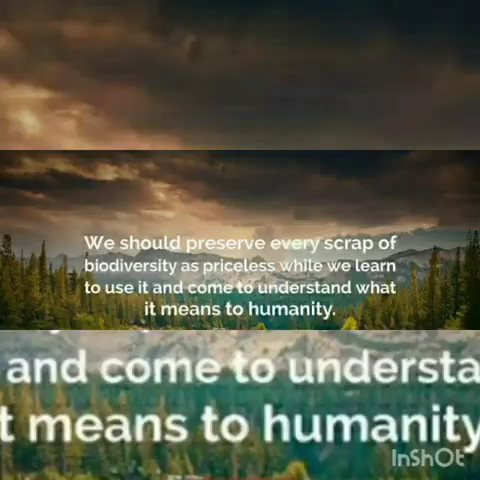 We should preserve every scrap of
biodiversity as priceless while we learn
to use it and come to understand what
it means to humanity.
and come to understa
t means to humanity
InShOt